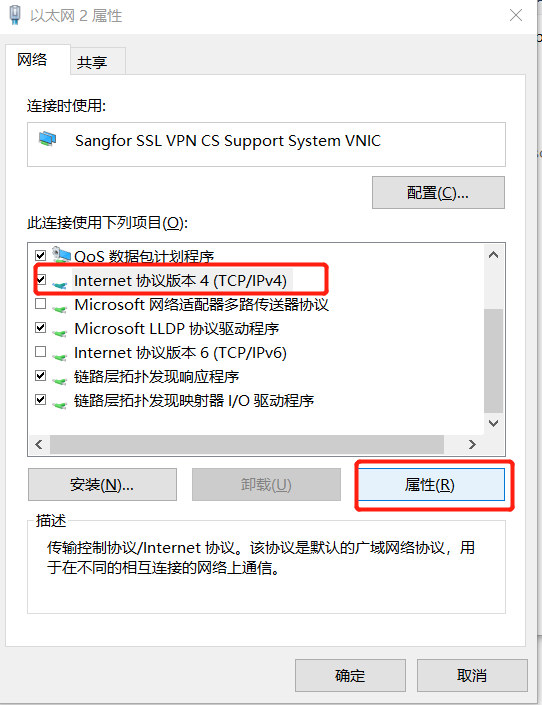 以太网 2 属性
网络
共享
连接时使用:
Sangfor SSL VPN CS Support System VNIC
配置(C)...
此连接使用下列项目(O):
QoS 数据包计划程序
Internet 协议版本 4 (TCP/IPv4)
Microsoft 网络适配器多路传送器协议
Microsoft LLDP 协议驱动程序
Internet 协议版本 6 (TCP/IPv6)
链路层拓扑发现响应程序
链路层拓扑发现映射器 I/O 驱动程序
安装(N)...
卸载(U)
属性(R)
描述
传输控制协议/Internet 协议。该协议是默认的广域网络协议，用
于在不同的相互连接的网络上通信。
确定
取消